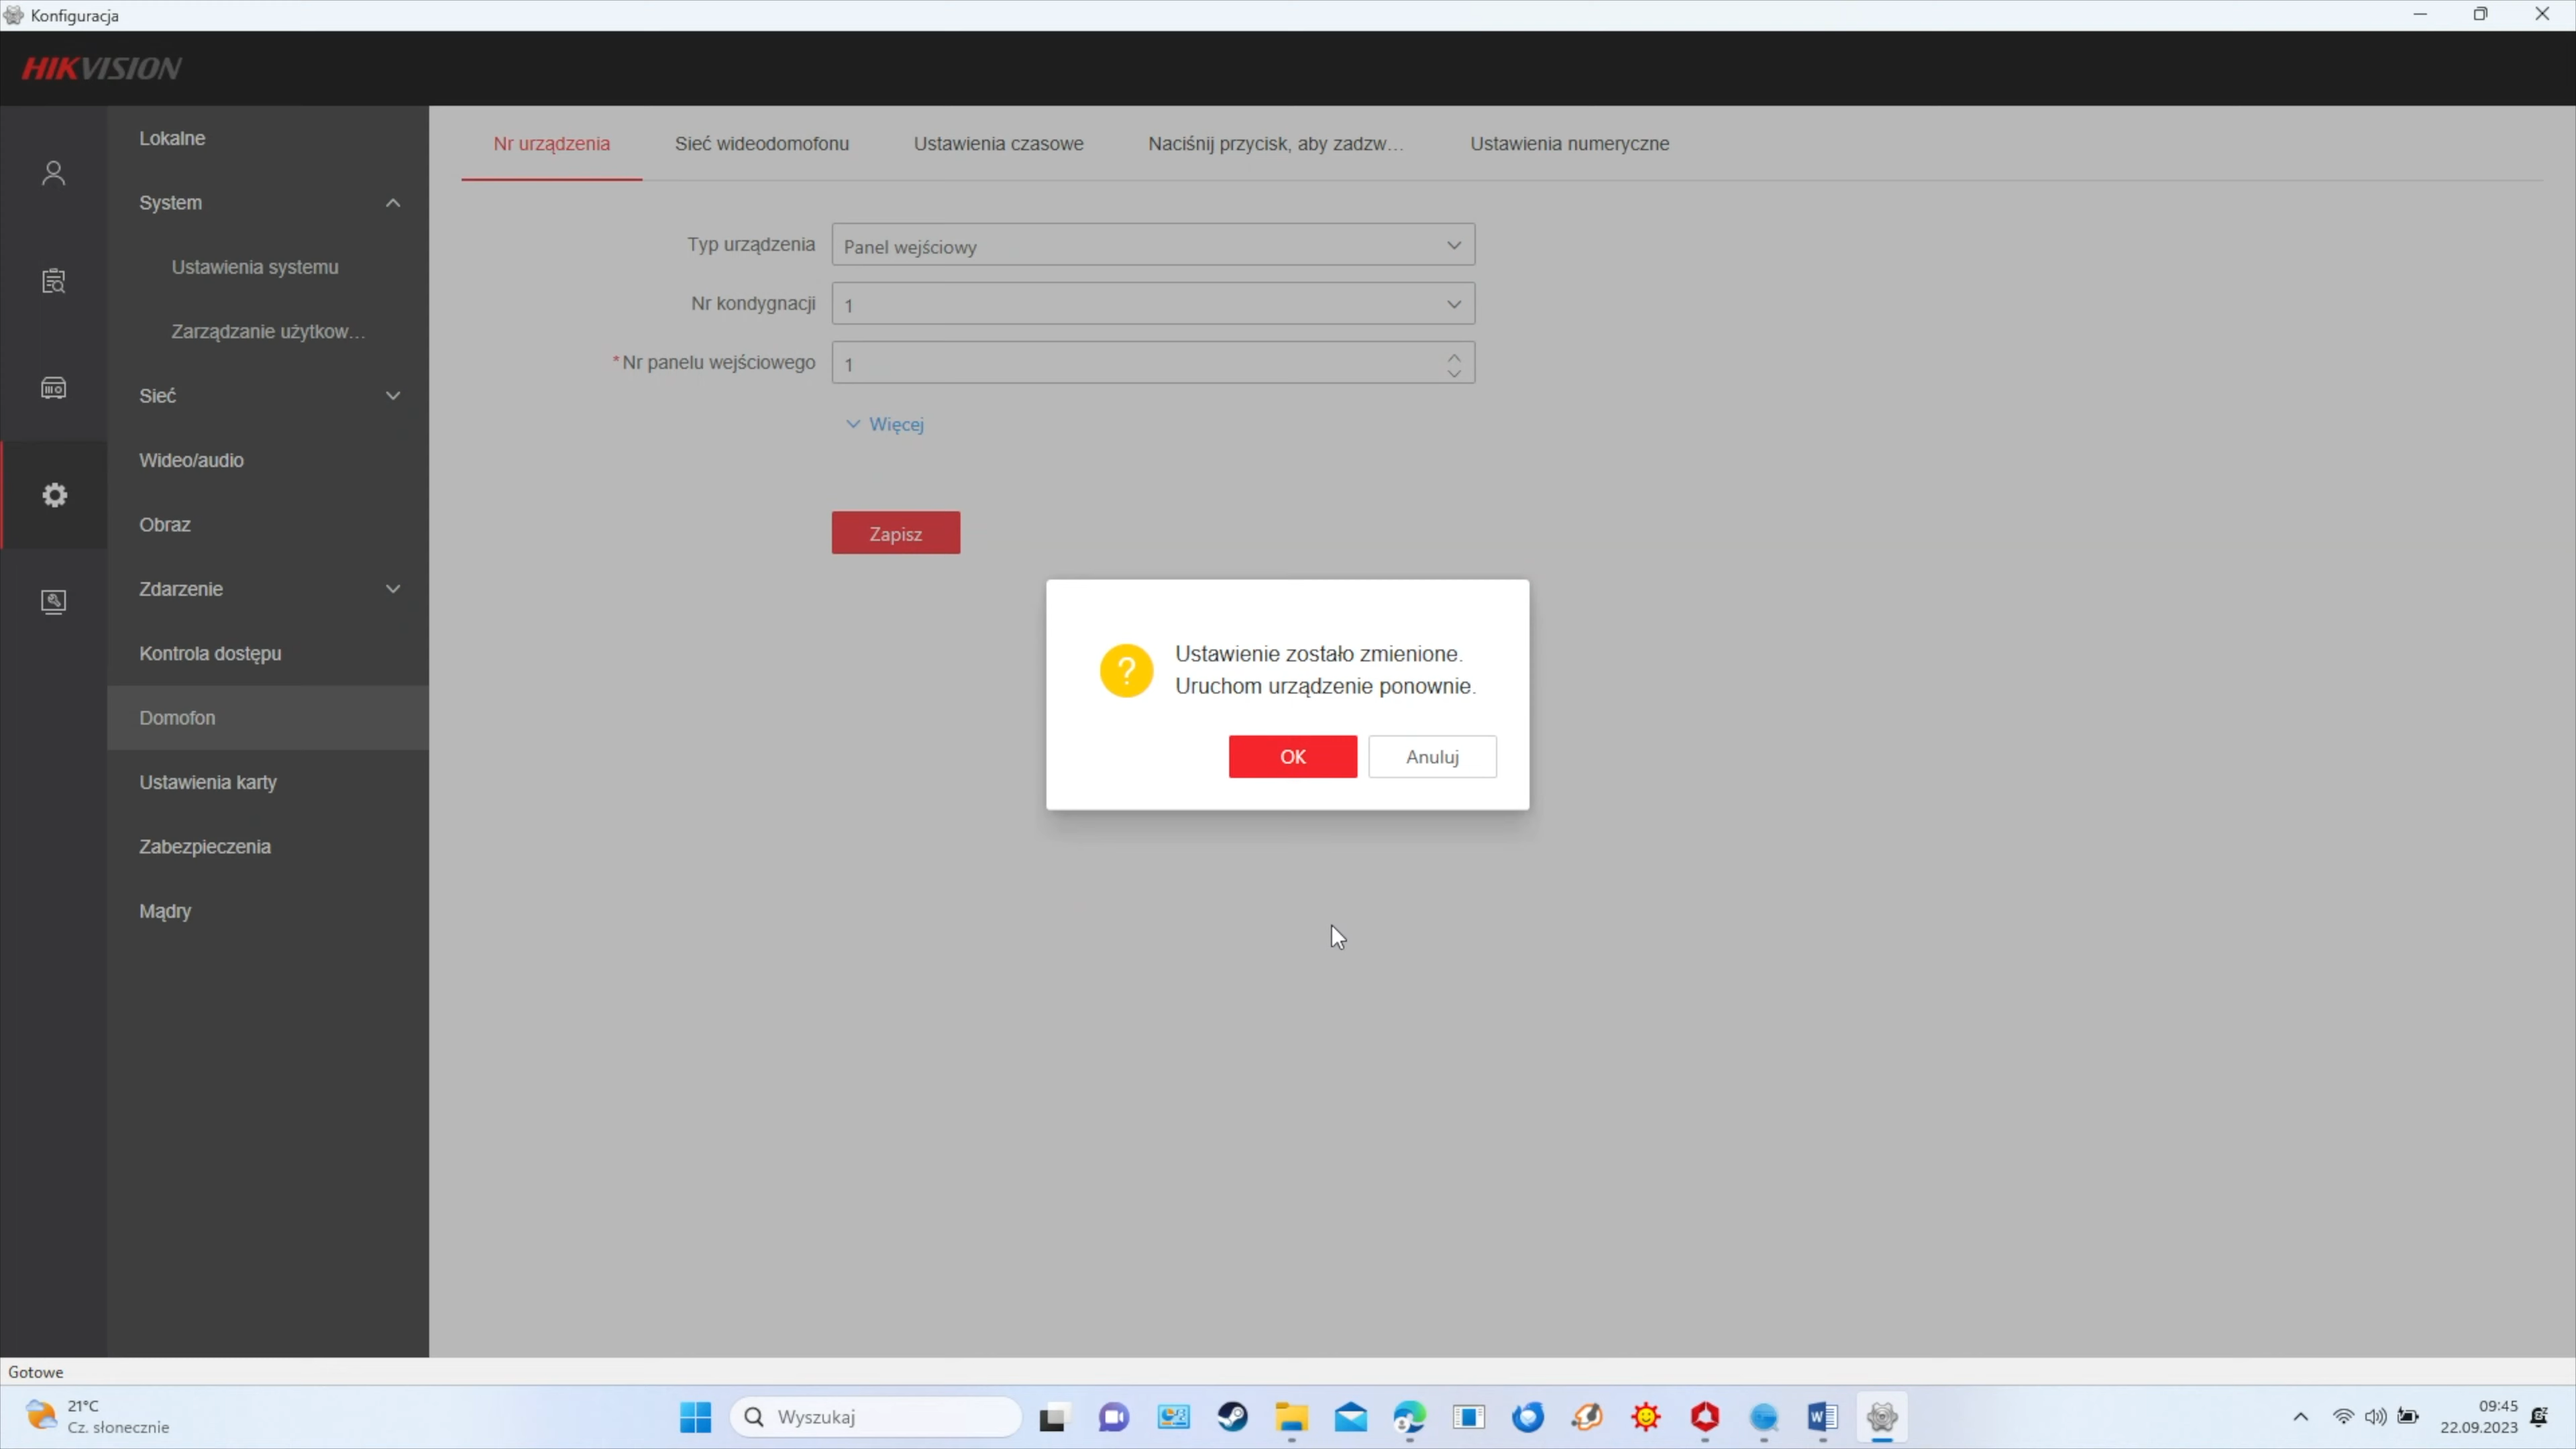 Konfiguracja
HIKVISION
Lokalne
System
Ustawienia systemu
Zarządzanie użytkow...
Sieć
Wideo/audio
Obraz
Zdarzenie
Kontrola dostępu
Domofon
Ustawienia karty
Zabezpieczenia
Mądry
Nr urządzenia Sieć wideodomofonu Ustawienia czasowe Naciśnij przycisk, aby zadzw... Ustawienia numeryczne
Typ urządzenia Panel wejściowy
Nr kondygnacji 1
*Nr panelu wejściowego 1
Więcej
Zapisz
Ustawienie zostało zmienione.
Uruchom urządzenie ponownie.
OK Anuluj
Gotowe
21°C
Cz. słonecznie
Wyszukaj
09:45
22.09.2023